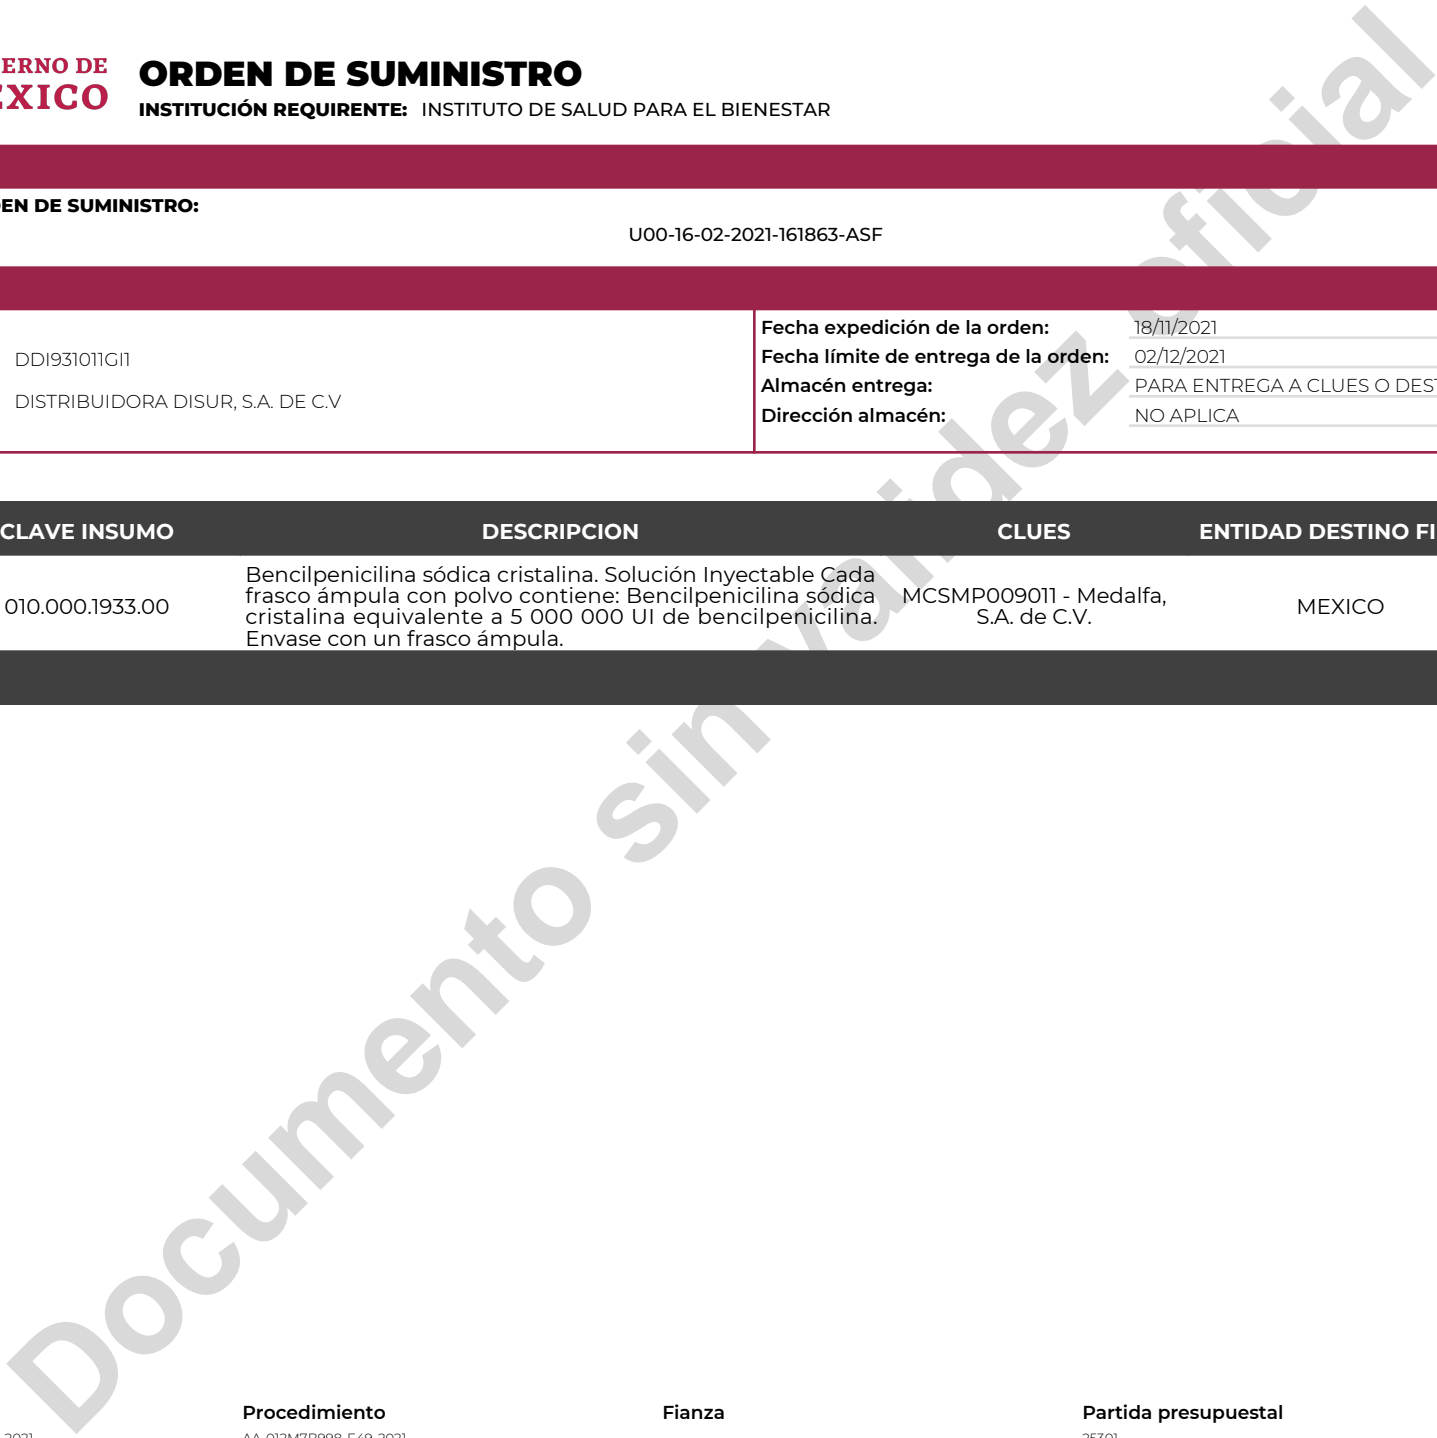 ERNO DE
EXICO
ORDEN DE SUMINISTRO
INSTITUCIÓN REQUIRENTE: INSTITUTO DE SALUD PARA EL BIENESTAR
EN DE SUMINISTRO:
U00-16-02-2021-161863-ASF
DDI931011GI1
DISTRIBUIDORA DISUR, S.A. DE C.V
Fecha expedición de la orden: 18/11/2021
Fecha límite de entrega de la orden: 02/12/2021
Almacén entrega: PARA ENTREGA A CLUES O DEST
Dirección almacén: NO APLICA
CLAVE INSUMO DESCRIPCION CLUES ENTIDAD DESTINO FI
010.000.1933.00
Bencilpenicilina sódica cristalina. Solución Inyectable Cada
frasco ámpula con polvo contiene: Bencilpenicilina sódica
cristalina equivalente a 5 000 000 UI de bencilpenicilina.
Envase con un frasco ámpula.
MCSMP009011 - Medalfa,
S.A. de C.V.
MEXICO
Documento sin validez oficial
Procedimiento Fianza Partida presupuestal